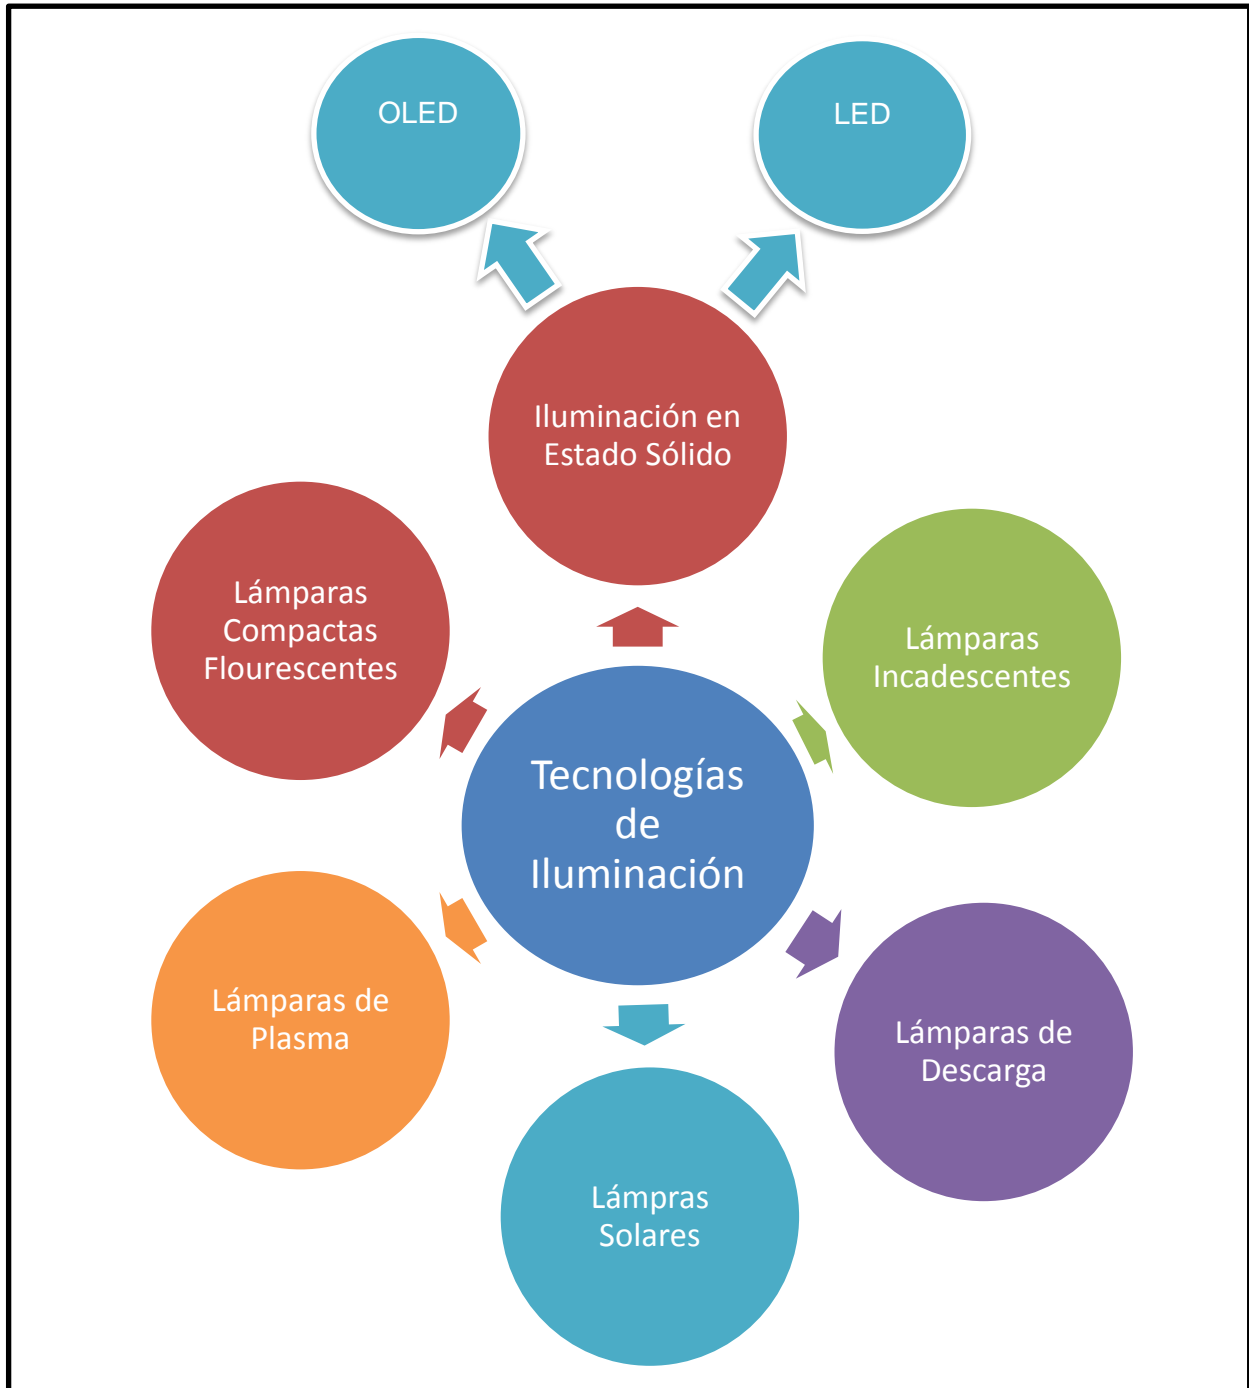 OLED
LED
Iluminación en
Estado Sólido
Lámparas
Compactas
Flourescentes
Lámparas
Incadescentes
Tecnologías
de
Iluminación
Lámparas de
Plasma
Lámparas de
Descarga
Lámpras
Solares